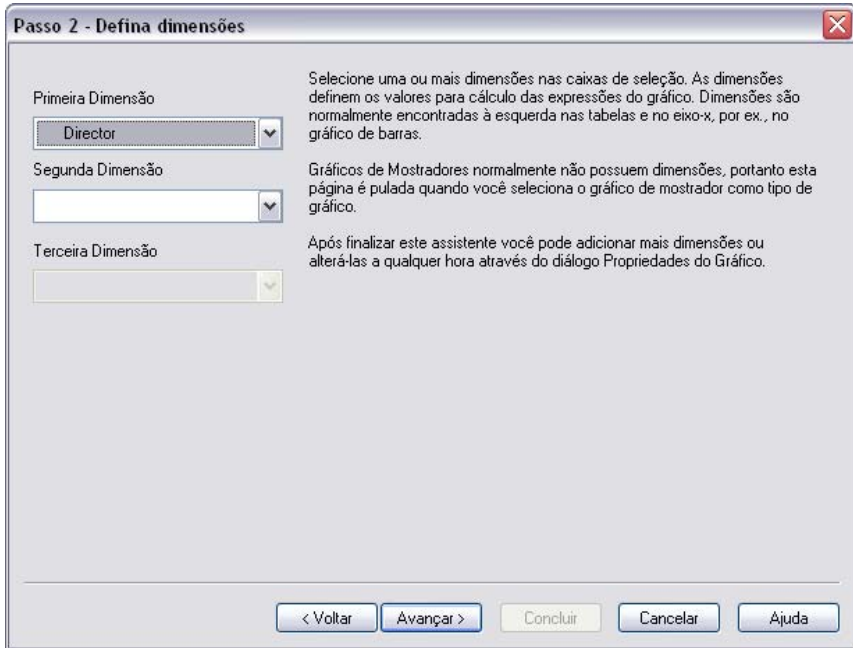 Passo 2 - Defina dimensões
Primeira Dimensão
Director
Segunda Dimensão
Terceira Dimensão
Selecione uma ou mais dimensões nas caixas de seleção. As dimensões
definem os valores para cálculo das expressões do gráfico. Dimensões são
normalmente encontradas à esquerda nas tabelas e no eixo-x, por ex., no
gráfico de barras.
Gráficos de Mostradores normalmente não possuem dimensões, portanto esta
página é pulada quando você seleciona o gráfico de mostrador como tipo de
gráfico.
Após finalizar este assistente você pode adicionar mais dimensões ou
alterá-las a qualquer hora através do diálogo Propriedades do Gráfico.
< Voltar
Avançar >
Concluir
Cancelar
Ajuda